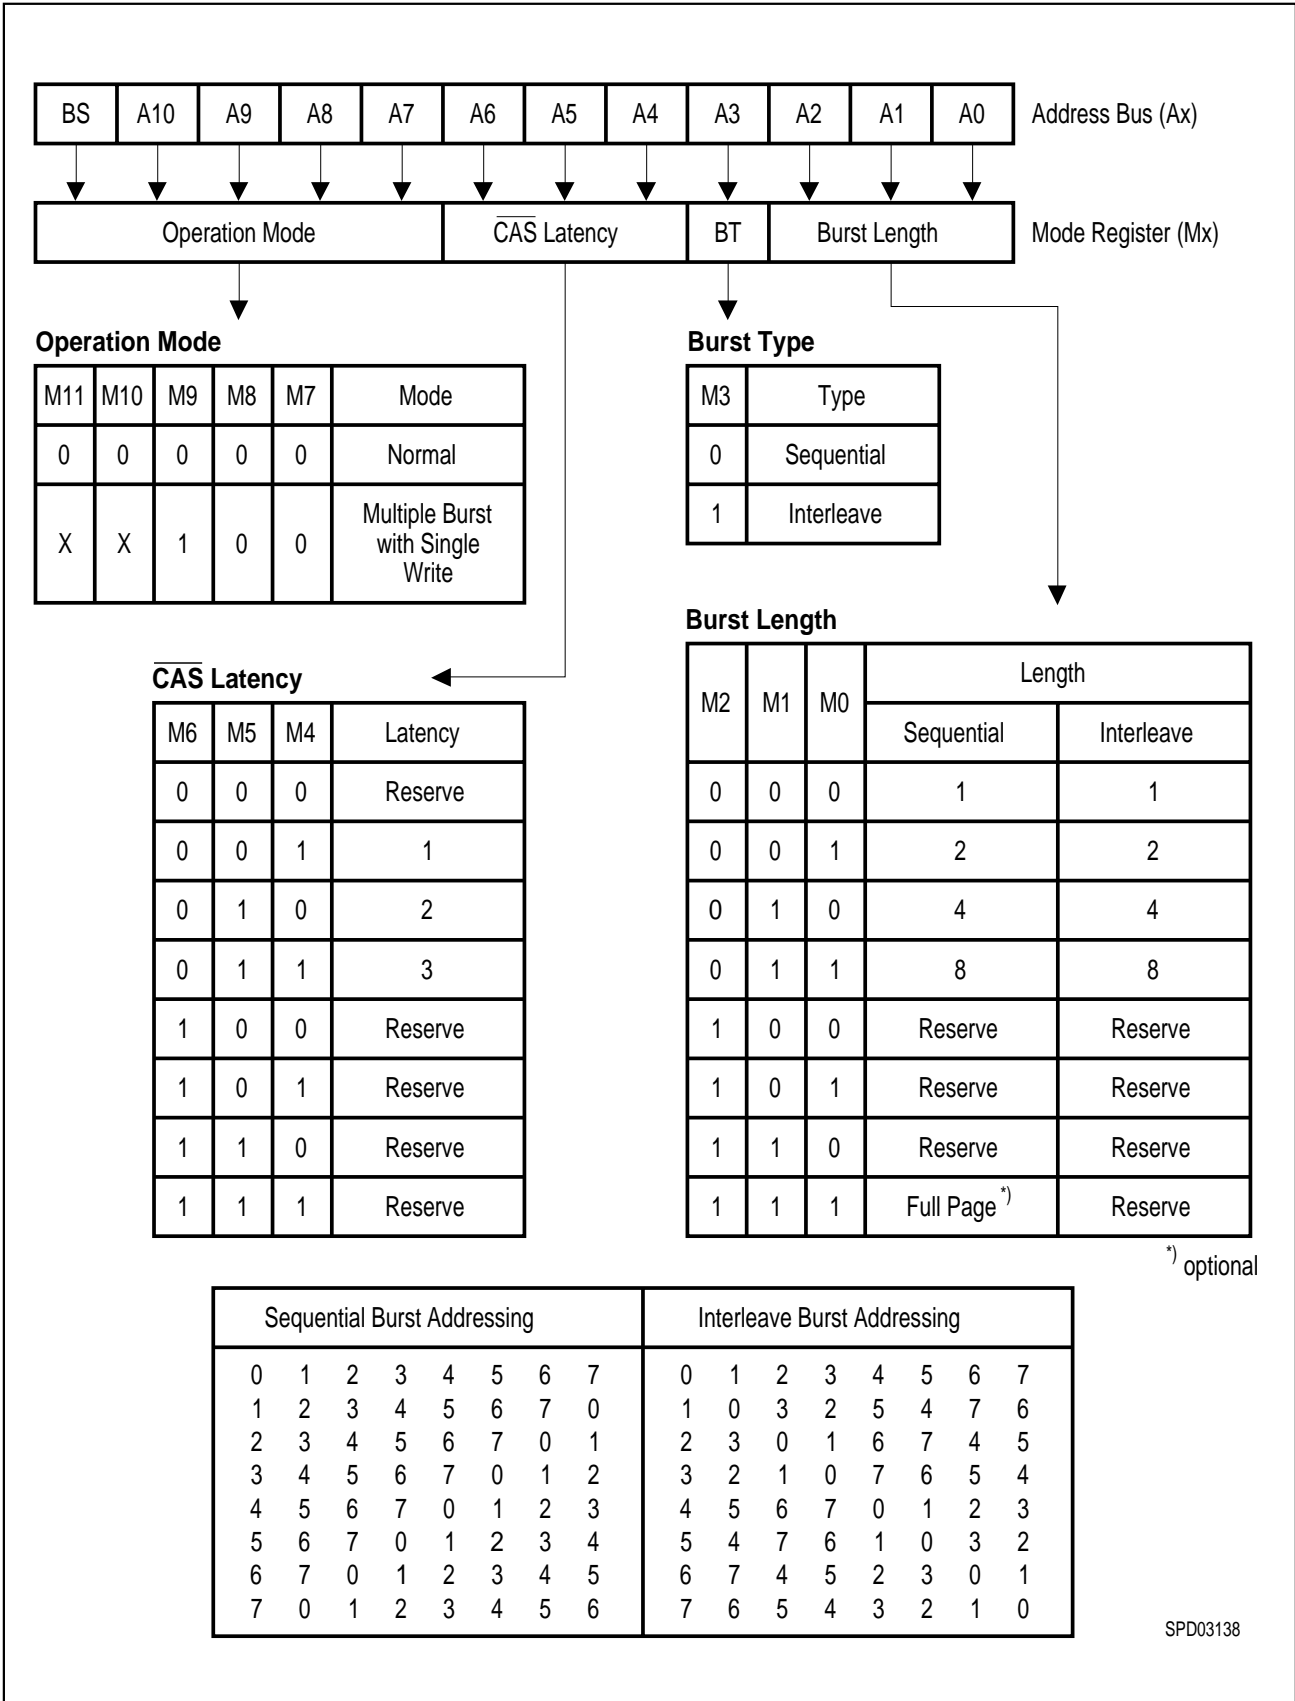 BS A10 A9 A8 A7 A6 A5 A4 A3 A2 A1 A0 Address Bus (Ax)
Operation Mode CAS Latency BT Burst Length Mode Register (Mx)
Operation Mode
M11 M10 M9 M8 M7 Mode
0 0 0 0 0 Normal
X X 1 0 0 Multiple Burst
with Single
Write
Burst Type
M3 Type
0 Sequential
1 Interleave
CAS Latency
M6 M5 M4 Latency
0 0 0 Reserve
0 0 1 1
0 1 0 2
0 1 1 3
1 0 0 Reserve
1 0 1 Reserve
1 1 0 Reserve
1 1 1 Reserve
Burst Length
M2 M1 M0 Length
Sequential Interleave
0 0 0 1 1
0 0 1 2 2
0 1 0 4 4
0 1 1 8 8
1 0 0 Reserve Reserve
1 0 1 Reserve Reserve
1 1 0 Reserve Reserve
1 1 1 Full Page *) Reserve
*) optional
Sequential Burst Addressing Interleave Burst Addressing
0 1 2 3 4 5 6 7 0 1 2 3 4 5 6 7
1 2 3 4 5 6 7 0 1 0 3 2 5 4 7 6
2 3 4 5 6 7 0 1 2 3 0 1 6 7 4 5
3 4 5 6 7 0 1 2 3 2 1 0 7 6 5 4
4 5 6 7 0 1 2 3 4 5 6 7 0 1 2 3
5 6 7 0 1 2 3 4 5 4 7 6 1 0 3 2
6 7 0 1 2 3 4 5 6 7 4 5 2 3 0 1
7 0 1 2 3 4 5 6 7 6 5 4 3 2 1 0
SPD03138